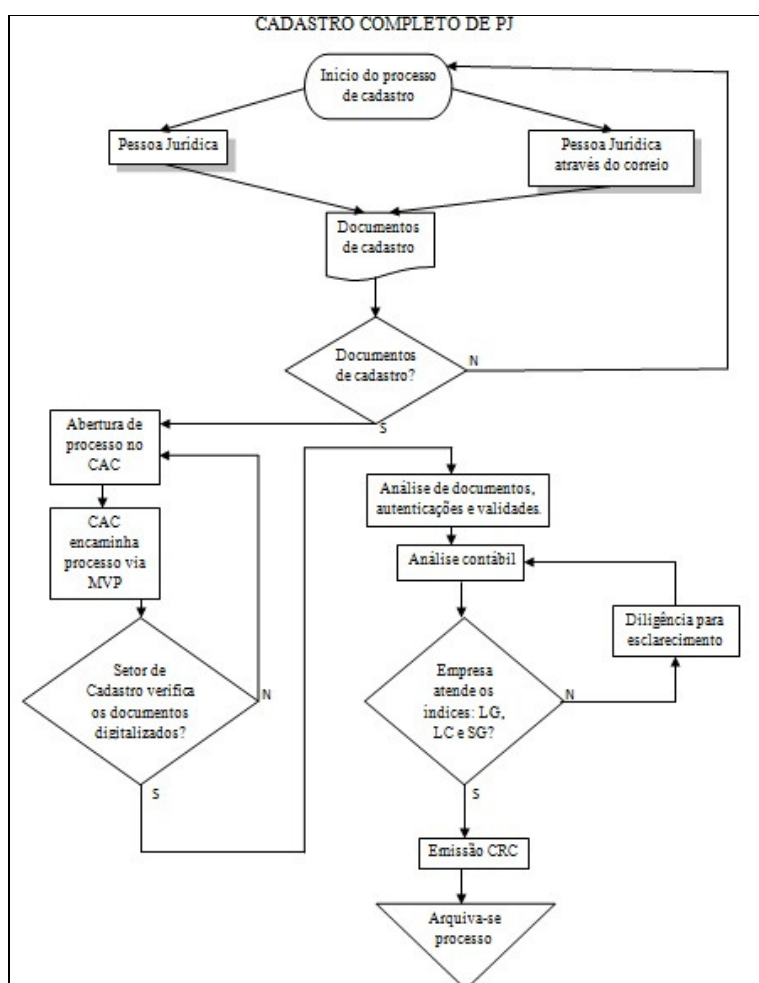 CADASTRO COMPLETO DE PJ
Inicio do processo
de cadastro
Pessoa Jurídica
Pessoa Jurídica
através do correio
Documentos
de cadastro
Documentos
de cadastro?
N
S
Abertura de
processo no
CAC
CAC
encaminha
processo via
MVP
Setor de
Cadastro verifica
os documentos
digitalizados?
N
S
Análise de documentos,
autenticações e validades.
Análise contábil
Diligência para
esclarecimento
Empresa
atende os
indices: LG,
LC e SG?
N
S
Emissão CRC
Arquiva-se
processo